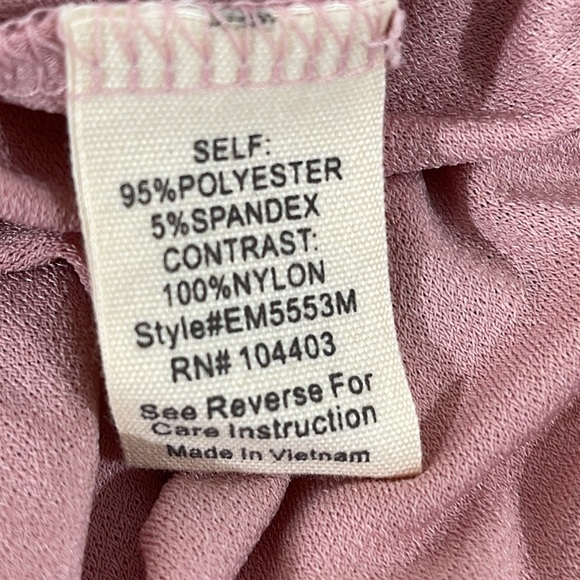 SELF:
95%POLYESTER
5%SPANDEX
CONTRAST:
100%NYLON
Style#EM5553M
RN# 104403
See Reverse For
Care Instruction
Made in Vietnam